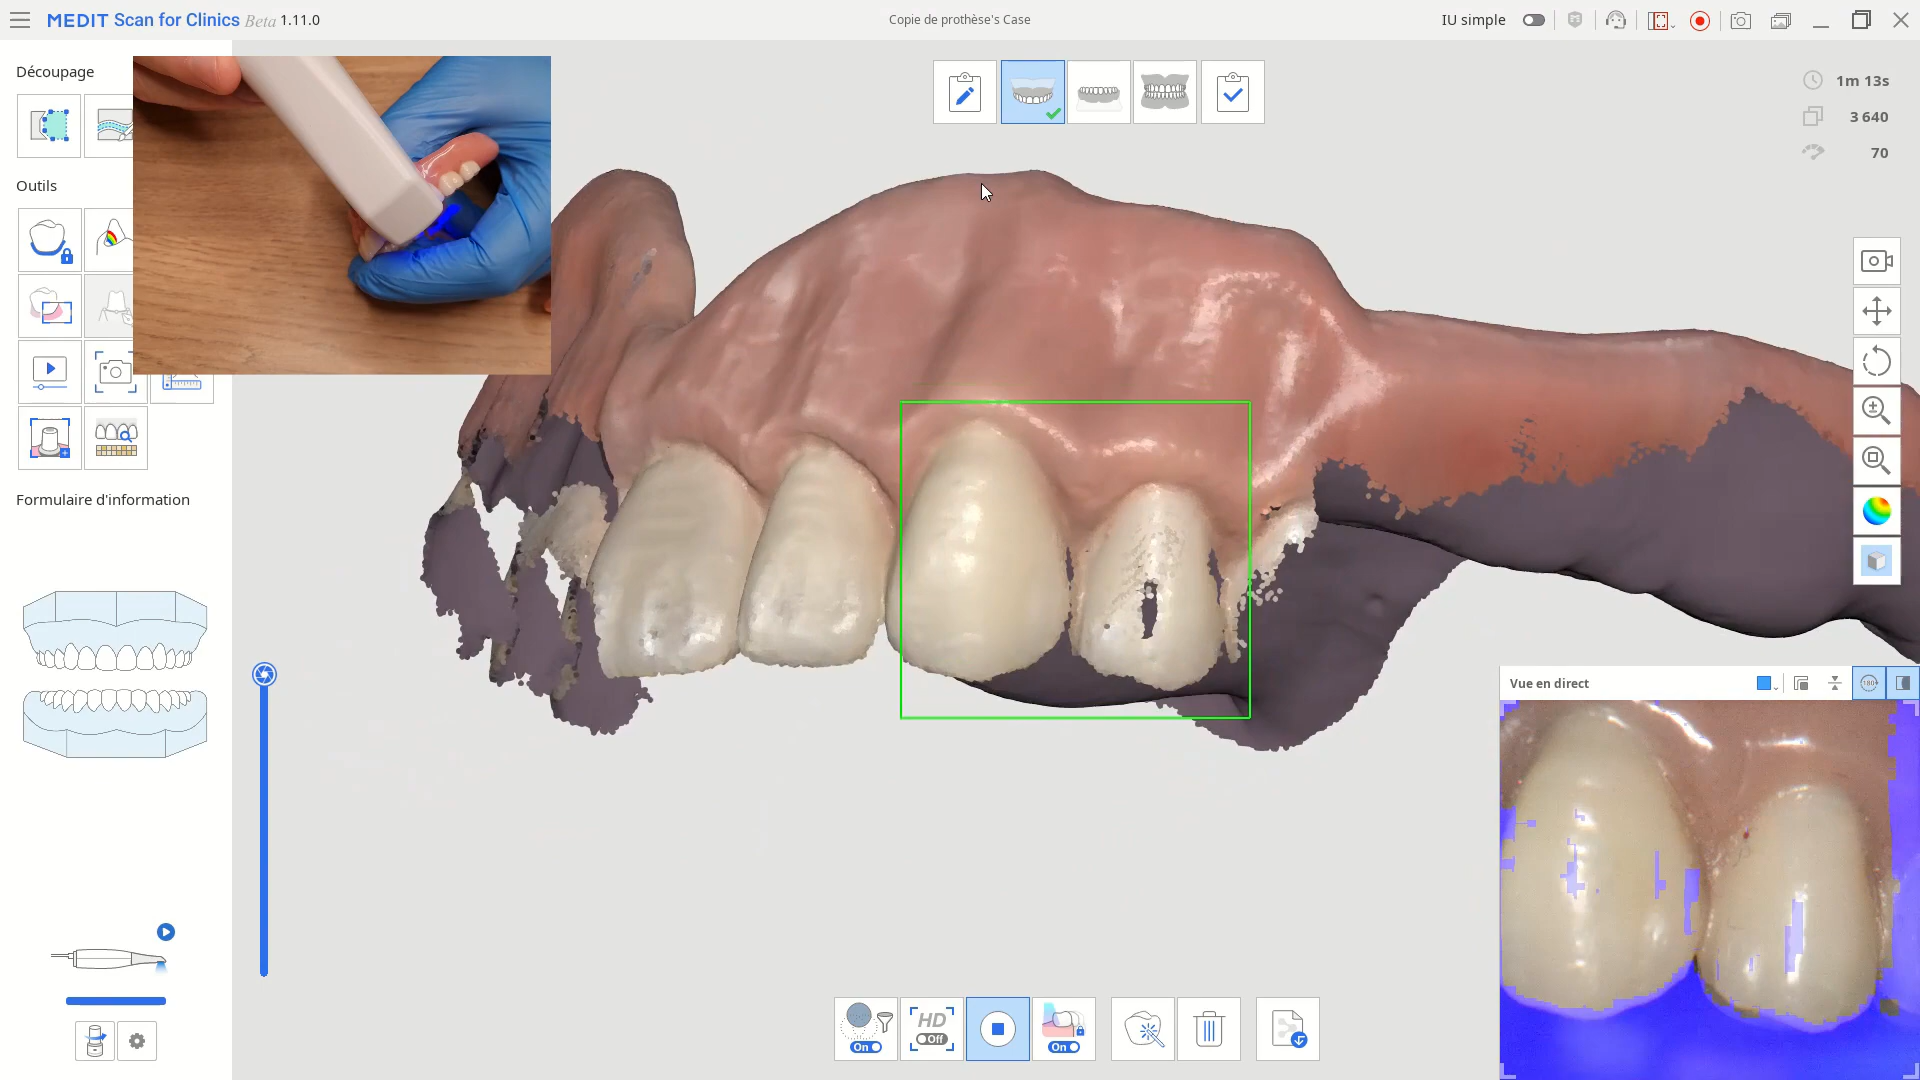 MEDIT Scan for Clinics Beta 1.11.0
Copie de prothèse's Case
IU simple
Découpage
1m 13s
3 640
70
Outils
Formulaire d'information
Vue en direct
180°
HD
On
Off
On